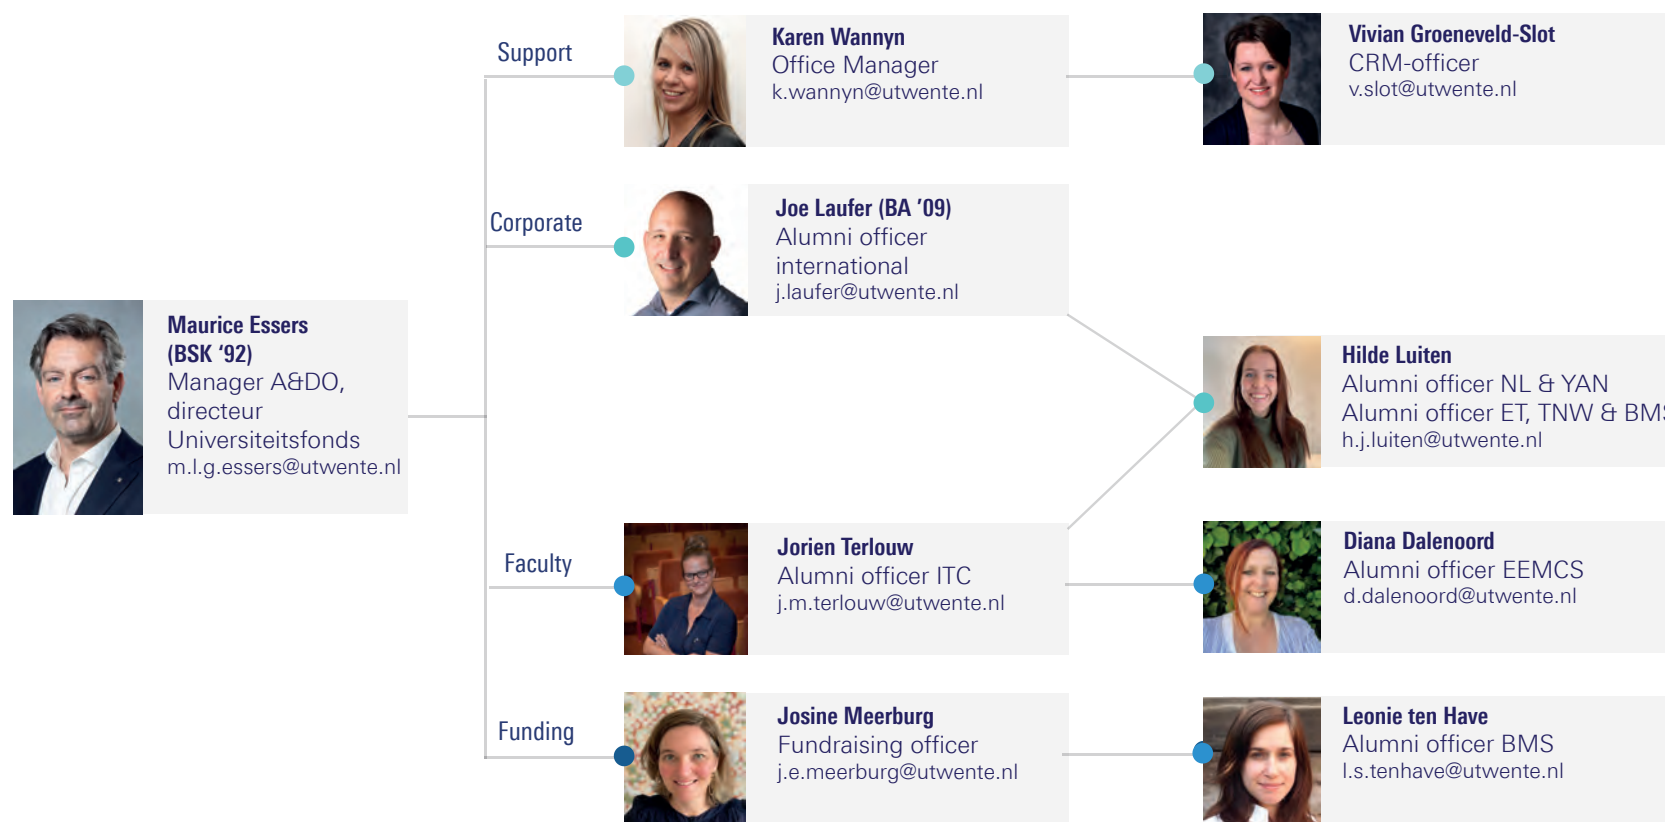 Support
Karen Wannyn
Office Manager
k.wannyn@utwente.nl
Vivian Groeneveld-Slot
CRM-officer
v.slot@utwente.nl
Corporate
Joe Laufer (BA ’09)
Alumni officer
international
j.laufer@utwente.nl
Maurice Essers
(BSK ‘92)
Manager A&DO,
directeur
Universiteitsfonds
m.l.g.essers@utwente.nl
Hilde Luiten
Alumni officer NL & YAN
Alumni officer ET, TNW & BMS
h.j.luiten@utwente.nl
Faculty
Jorien Terlouw
Alumni officer ITC
j.m.terlouw@utwente.nl
Diana Dalenoord
Alumni officer EEMCS
d.dalenoord@utwente.nl
Funding
Josine Meerburg
Fundraising officer
j.e.meerburg@utwente.nl
Leonie ten Have
Alumni officer BMS
l.s.tenhave@utwente.nl